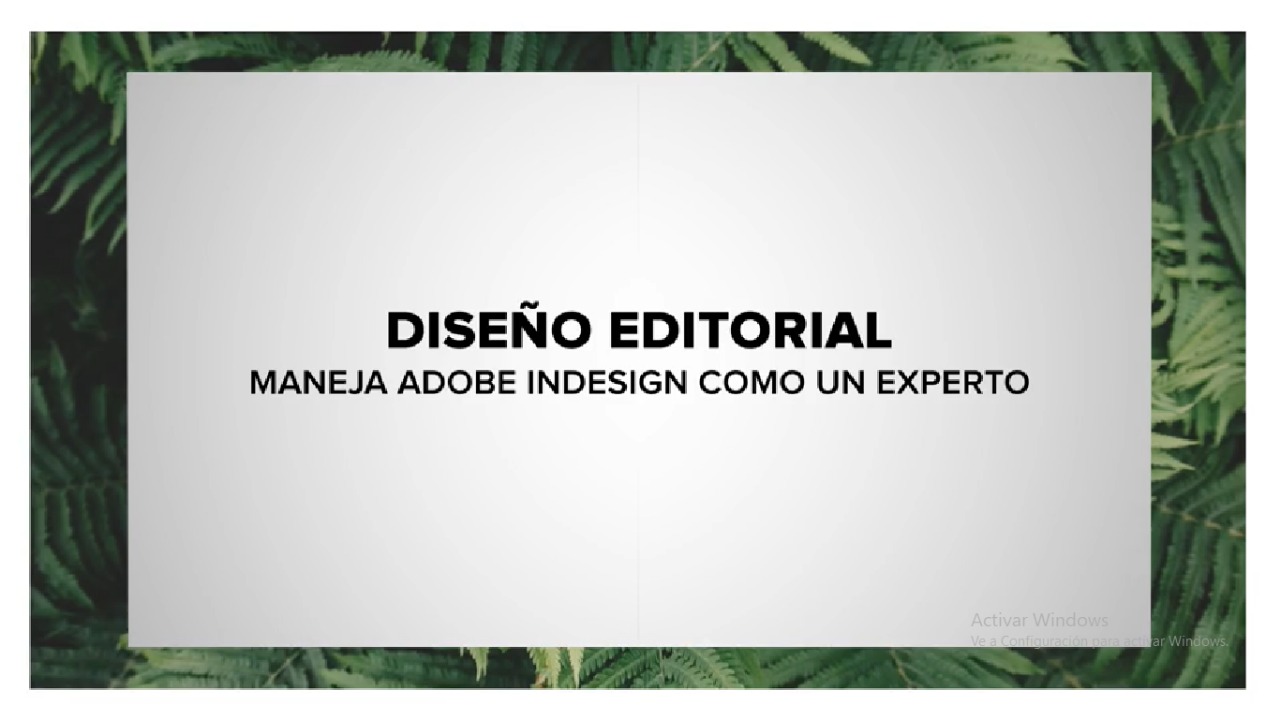 DISEÑO EDITORIAL
MANEJA ADOBE INDESIGN COMO UN EXPERTO
Activar Windows
Ve a Configuración para activar Windows.